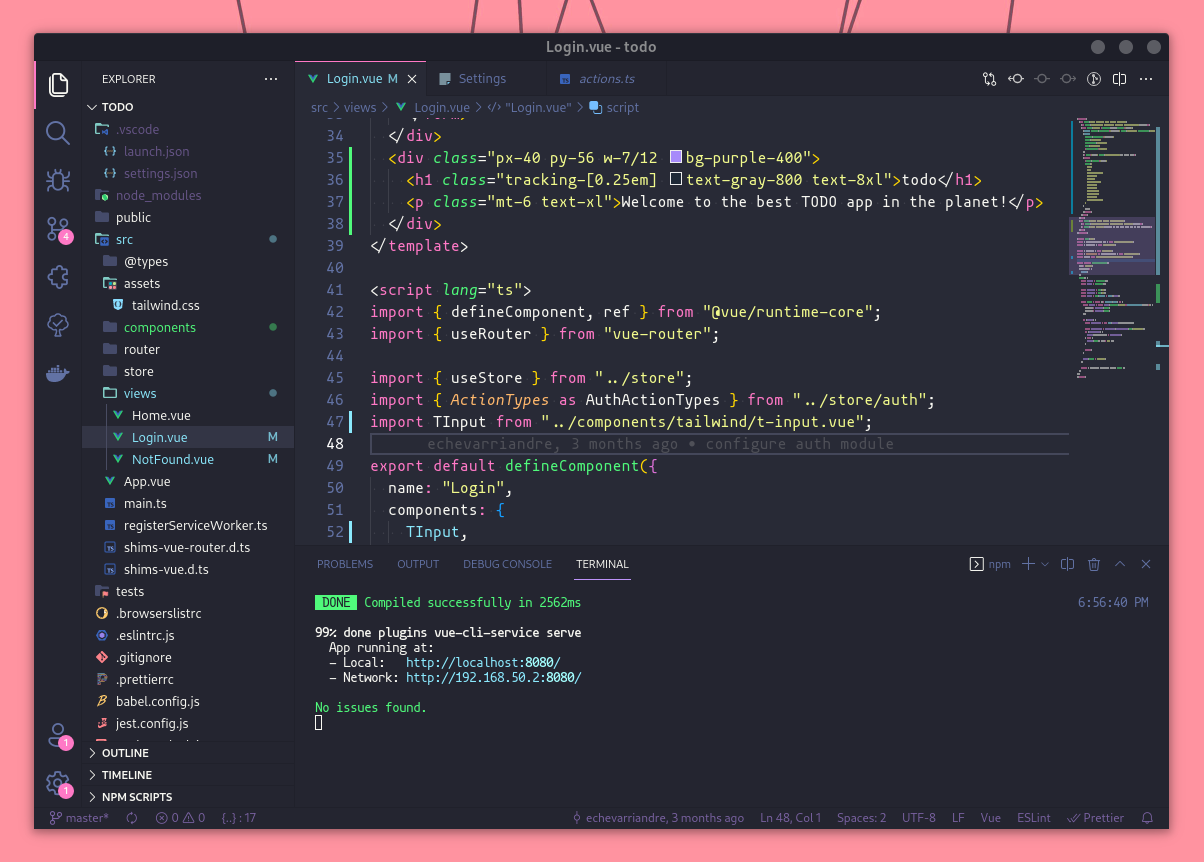 Login.vue - todo
EXPLORER
TODO
.vscode
launch.json
settings.json
node_modules
public
src
@types
assets
tailwind.css
components
router
store
views
Home.vue
Login.vue M
NotFound.vue M
App.vue
main.ts
registerServiceWorker.ts
shims-vue-router.d.ts
shims-vue.d.ts
tests
.browserslistrc
.eslintrc.js
.gitignore
.prettierrc
babel.config.js
jest.config.js
OUTLINE
TIMELINE
NPM SCRIPTS
4
1
1
Login.vue M Settings actions.ts
src > views > Login.vue > </> "Login.vue" > script
34 </div>
35 <div class="px-40 py-56 w-7/12 bg-purple-400">
36 <h1 class="tracking-[0.25em] text-gray-800 text-8xl">todo</h1>
37 <p class="mt-6 text-xl">Welcome to the best TODO app in the planet!</p>
38 </div>
39 </template>
40
41 <script lang="ts">
42 import { defineComponent, ref } from "@vue/runtime-core";
43 import { useRouter } from "vue-router";
44
45 import { useStore } from "../store";
46 import { ActionTypes as AuthActionTypes } from "../store/auth";
47 import TInput from "../components/tailwind/t-input.vue";
48 echevarriandre, 3 months ago • configure auth module
49 export default defineComponent({
50 name: "Login",
51 components: {
52 TInput,
PROBLEMS OUTPUT DEBUG CONSOLE TERMINAL npm
DONE Compiled successfully in 2562ms 6:56:40 PM
99% done plugins vue-cli-service serve
App running at:
- Local: http://localhost:8080/
- Network: http://192.168.50.2:8080/
No issues found.
master* 0 0 {..} : 17 echevarriandre, 3 months ago Ln 48, Col 1 Spaces: 2 UTF-8 LF Vue ESLint Prettier